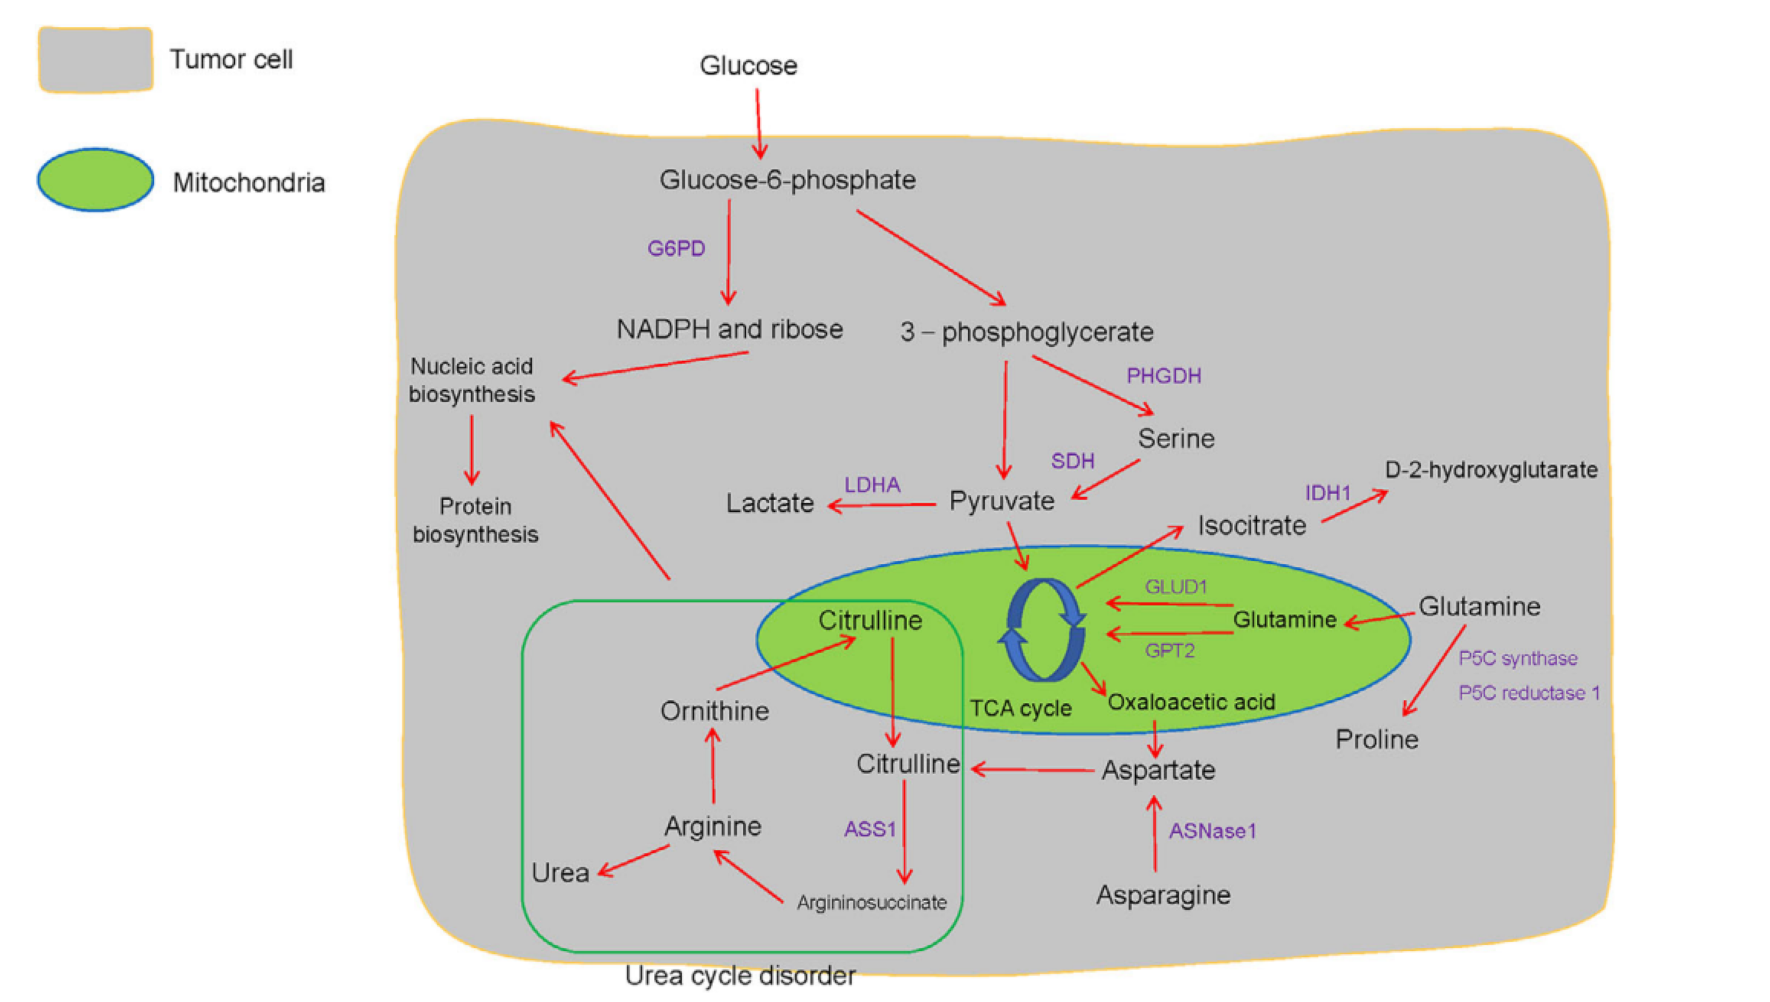 Tumor cell
Mitochondria
Glucose
Glucose-6-phosphate
G6PD
NADPH and ribose
3 – phosphoglycerate
Nucleic acid
biosynthesis
PHGDH
Serine
SDH
LDHA
Lactate
Pyruvate
D-2-hydroxyglutarate
IDH1
Isocitrate
Protein
biosynthesis
GLUD1
Glutamine
Glutamine
Citrulline
GPT2
P5C synthase
P5C reductase 1
Oxaloacetic acid
TCA cycle
Ornithine
Proline
Citrulline
Aspartate
Arginine
ASS1
ASNase1
Urea
Argininosuccinate
Asparagine
Urea cycle disorder